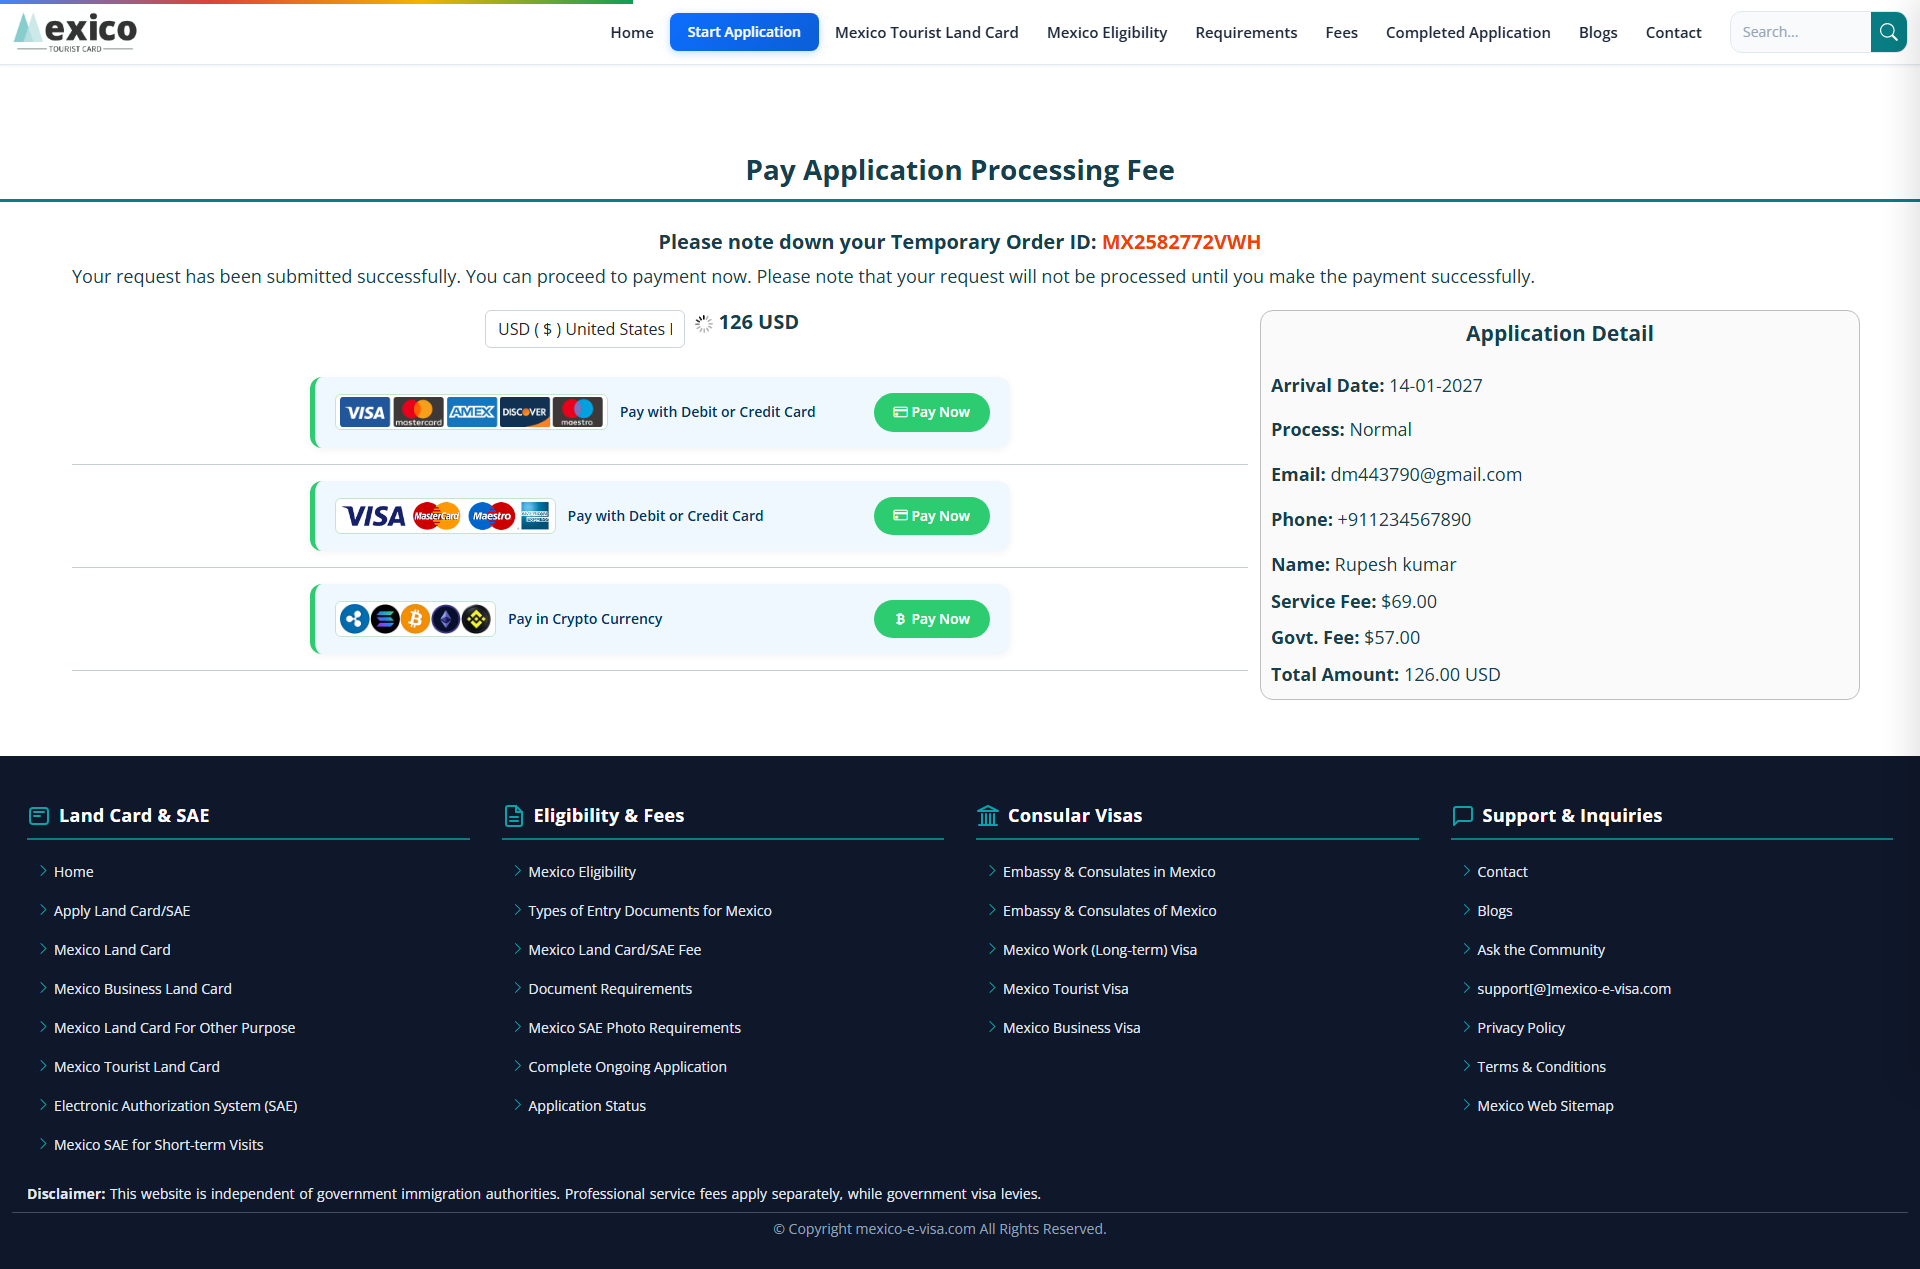 Mexico
TOURIST CARD
Home
Start Application
Mexico Tourist Land Card
Mexico Eligibility
Requirements
Fees
Completed Application
Blogs
Contact
Search...
Pay Application Processing Fee
Please note down your Temporary Order ID: MX2582772VWH
Your request has been submitted successfully. You can proceed to payment now. Please note that your request will not be processed until you make the payment successfully.
USD ( $ ) United States
126 USD
VISA mastercard AMEX DISCOVER maestro
Pay with Debit or Credit Card
Pay Now
VISA MasterCard Maestro
Pay with Debit or Credit Card
Pay Now
Pay in Crypto Currency
Pay Now
Application Detail
Arrival Date: 14-01-2027
Process: Normal
Email: dm443790@gmail.com
Phone: +911234567890
Name: Rupesh kumar
Service Fee: $69.00
Govt. Fee: $57.00
Total Amount: 126.00 USD
Land Card & SAE
Home
Apply Land Card/SAE
Mexico Land Card
Mexico Business Land Card
Mexico Land Card For Other Purpose
Mexico Tourist Land Card
Electronic Authorization System (SAE)
Mexico SAE for Short-term Visits
Eligibility & Fees
Mexico Eligibility
Types of Entry Documents for Mexico
Mexico Land Card/SAE Fee
Document Requirements
Mexico SAE Photo Requirements
Complete Ongoing Application
Application Status
Consular Visas
Embassy & Consulates in Mexico
Embassy & Consulates of Mexico
Mexico Work (Long-term) Visa
Mexico Tourist Visa
Mexico Business Visa
Support & Inquiries
Contact
Blogs
Ask the Community
support[@]mexico-e-visa.com
Privacy Policy
Terms & Conditions
Mexico Web Sitemap
Disclaimer: This website is independent of government immigration authorities. Professional service fees apply separately, while government visa levies.
© Copyright mexico-e-visa.com All Rights Reserved.